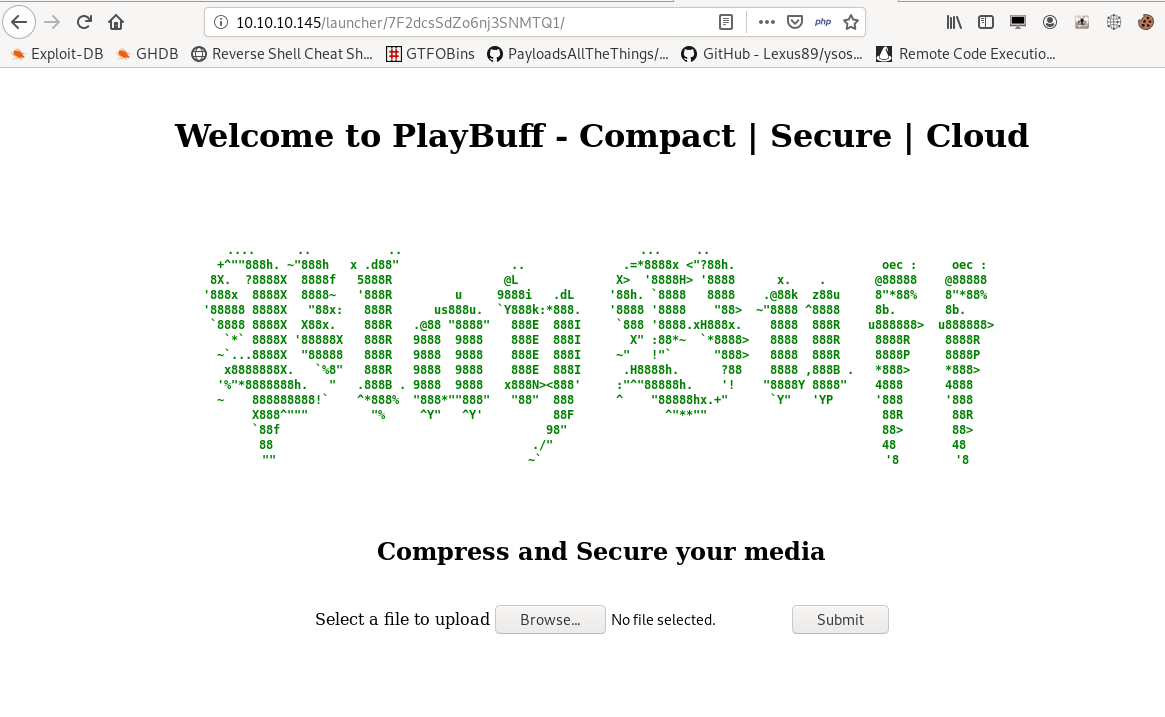 10.10.10.145/launcher/7F2dcsSdZo6nj3SNMTQ1/
php
Exploit-DB GHDB Reverse Shell Cheat Sh... GTFOBins PayloadsAllTheThings/... GitHub - Lexus89/ysos... Remote Code Executio...
Welcome to PlayBuff - Compact | Secure | Cloud
PlayBuff
Compress and Secure your media
Select a file to upload Browse... No file selected. Submit